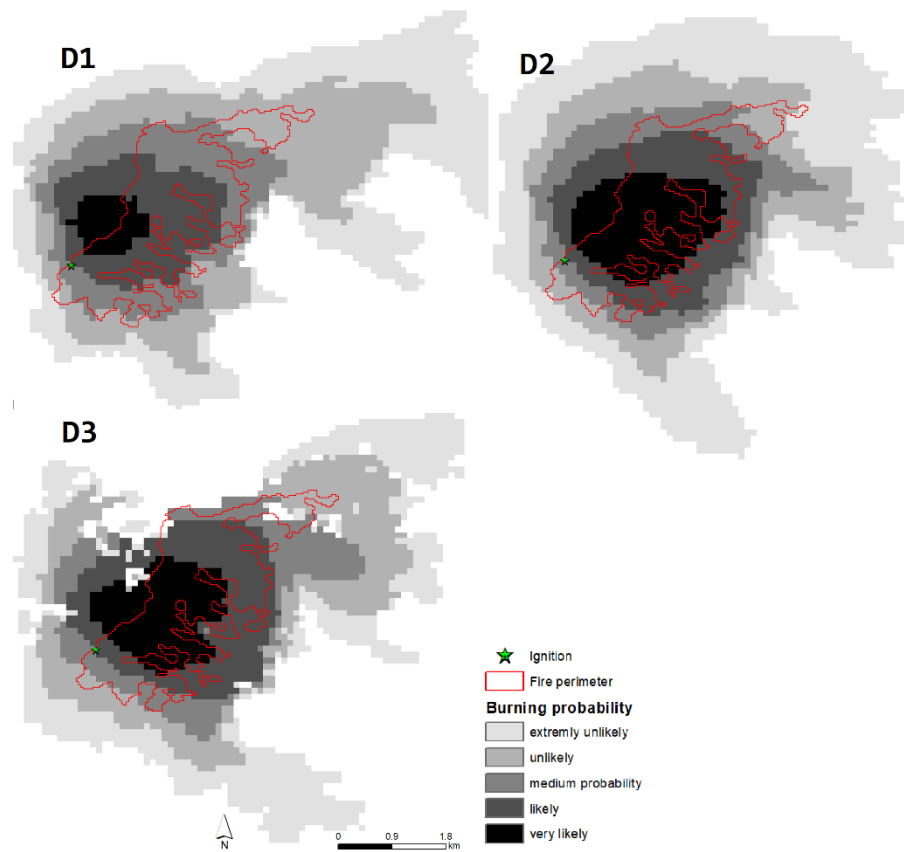 D1
D2
D3
Ignition
Fire perimeter
Burning probability
extremly unlikely
unlikely
medium probability
likely
very likely
N
0 0.9 1.8
km